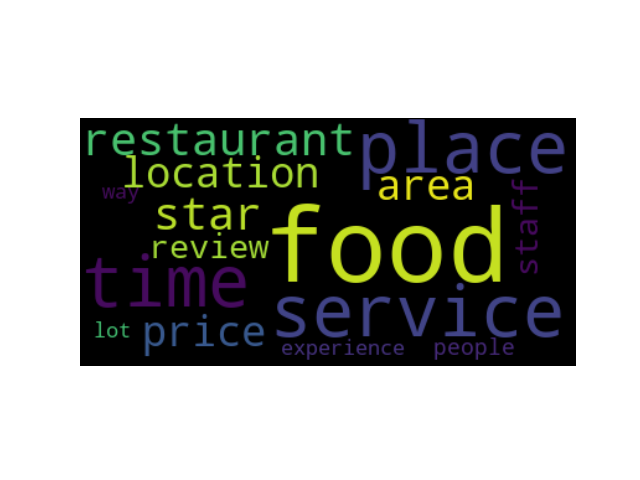 restaurant place
location
area
way
star
staff
food
review
time
service
price
lot
experience people